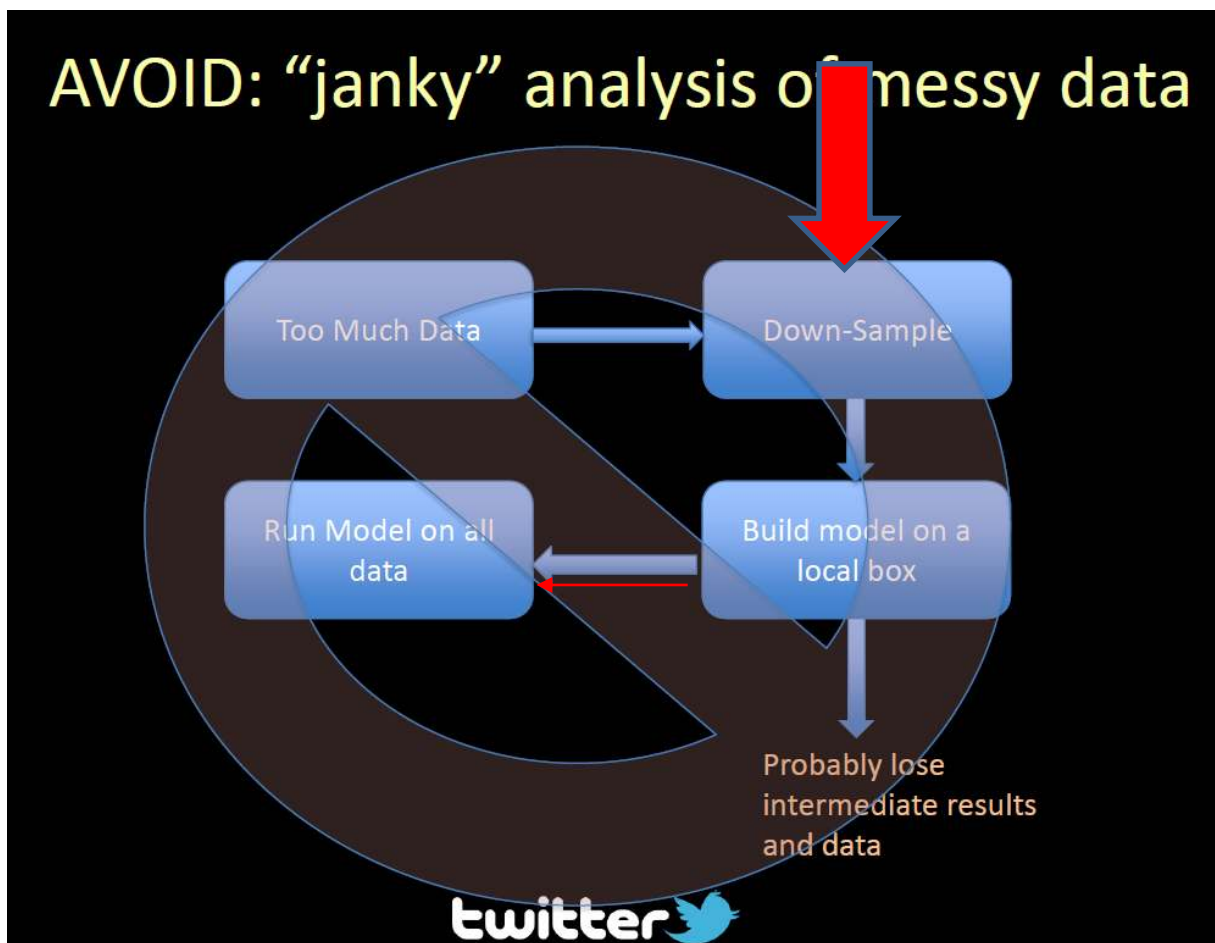 AVOID: “janky” analysis of messy data
Too Much Data
Down-Sample
Run Model on all
data
Build model on a
local box
Probably lose
intermediate results
and data
twitter